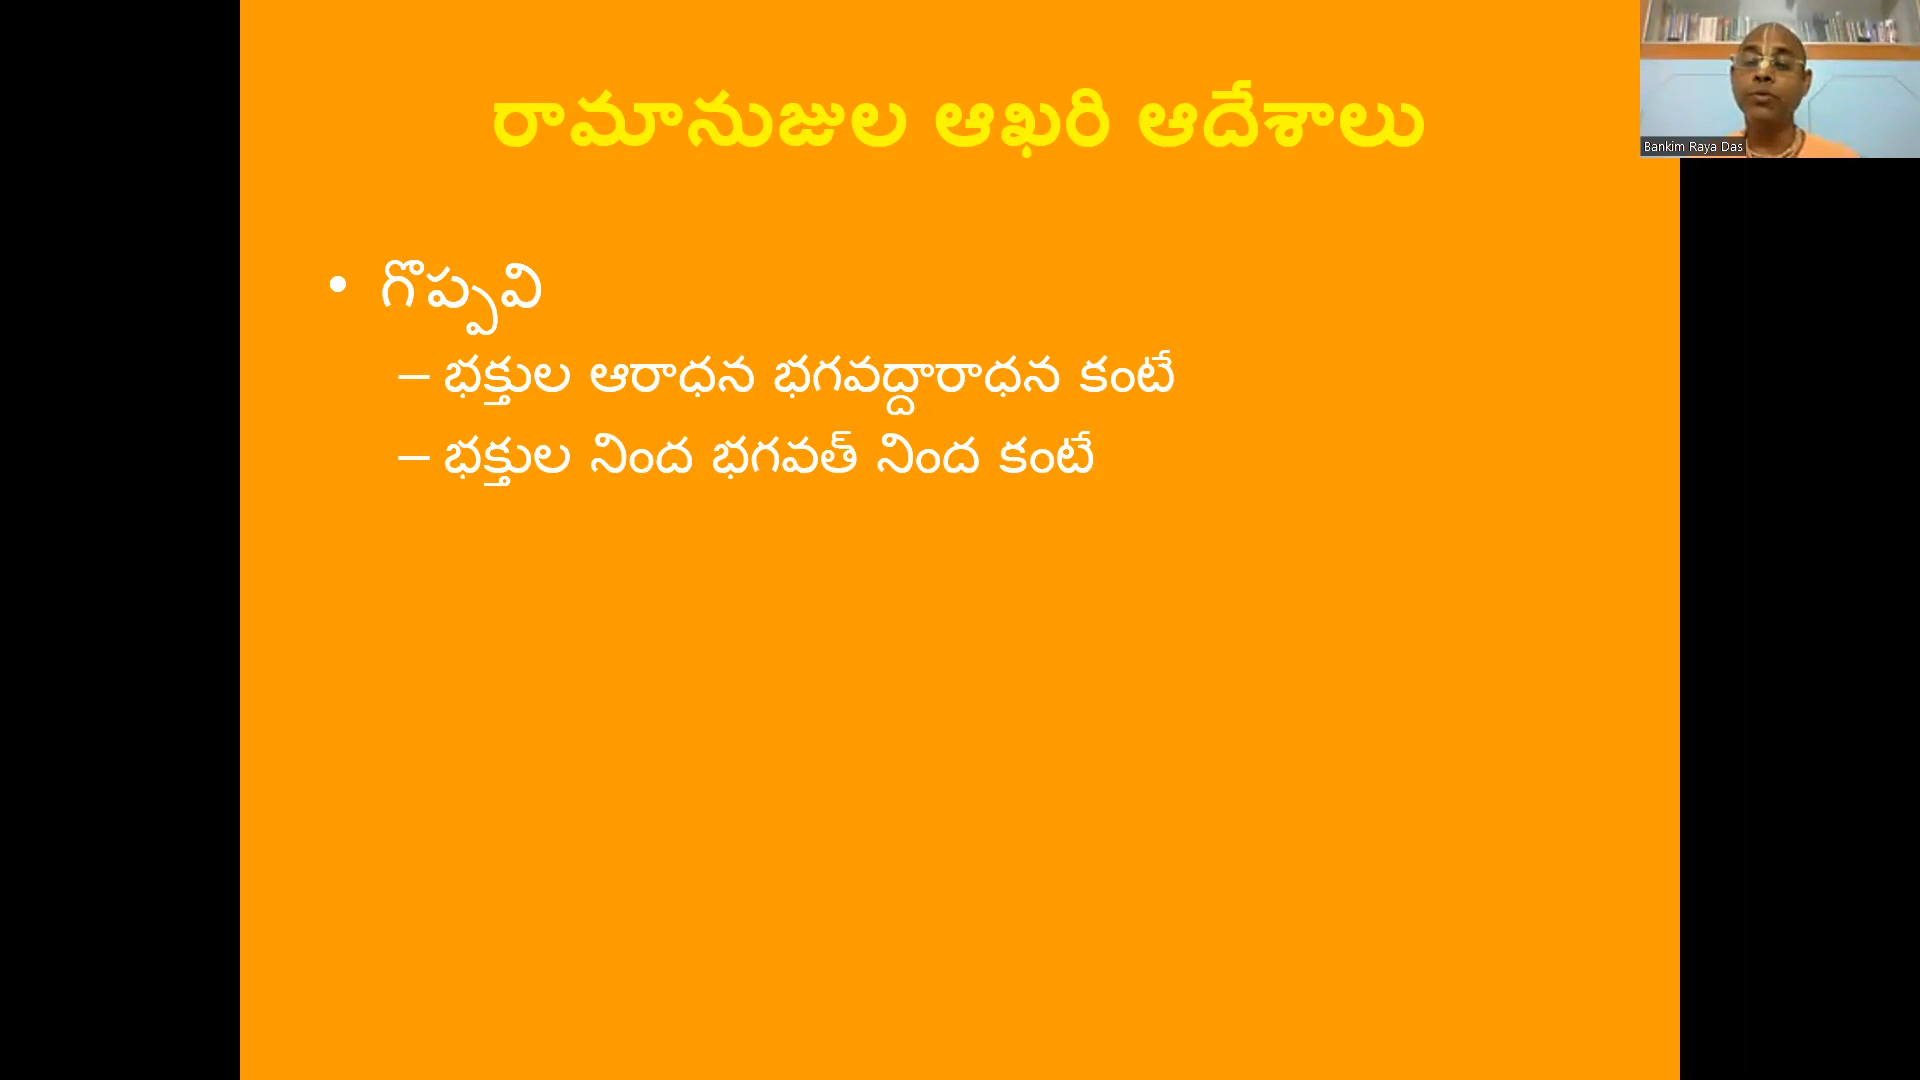 రామానుజుల ఆఖరి ఆదేశాలు
• గొప్పవి
– భక్తుల ఆరాధన భగవద్దారాధన కంటే
– భక్తుల నింద భగవత్ నింద కంటే
Bankim Raya Das